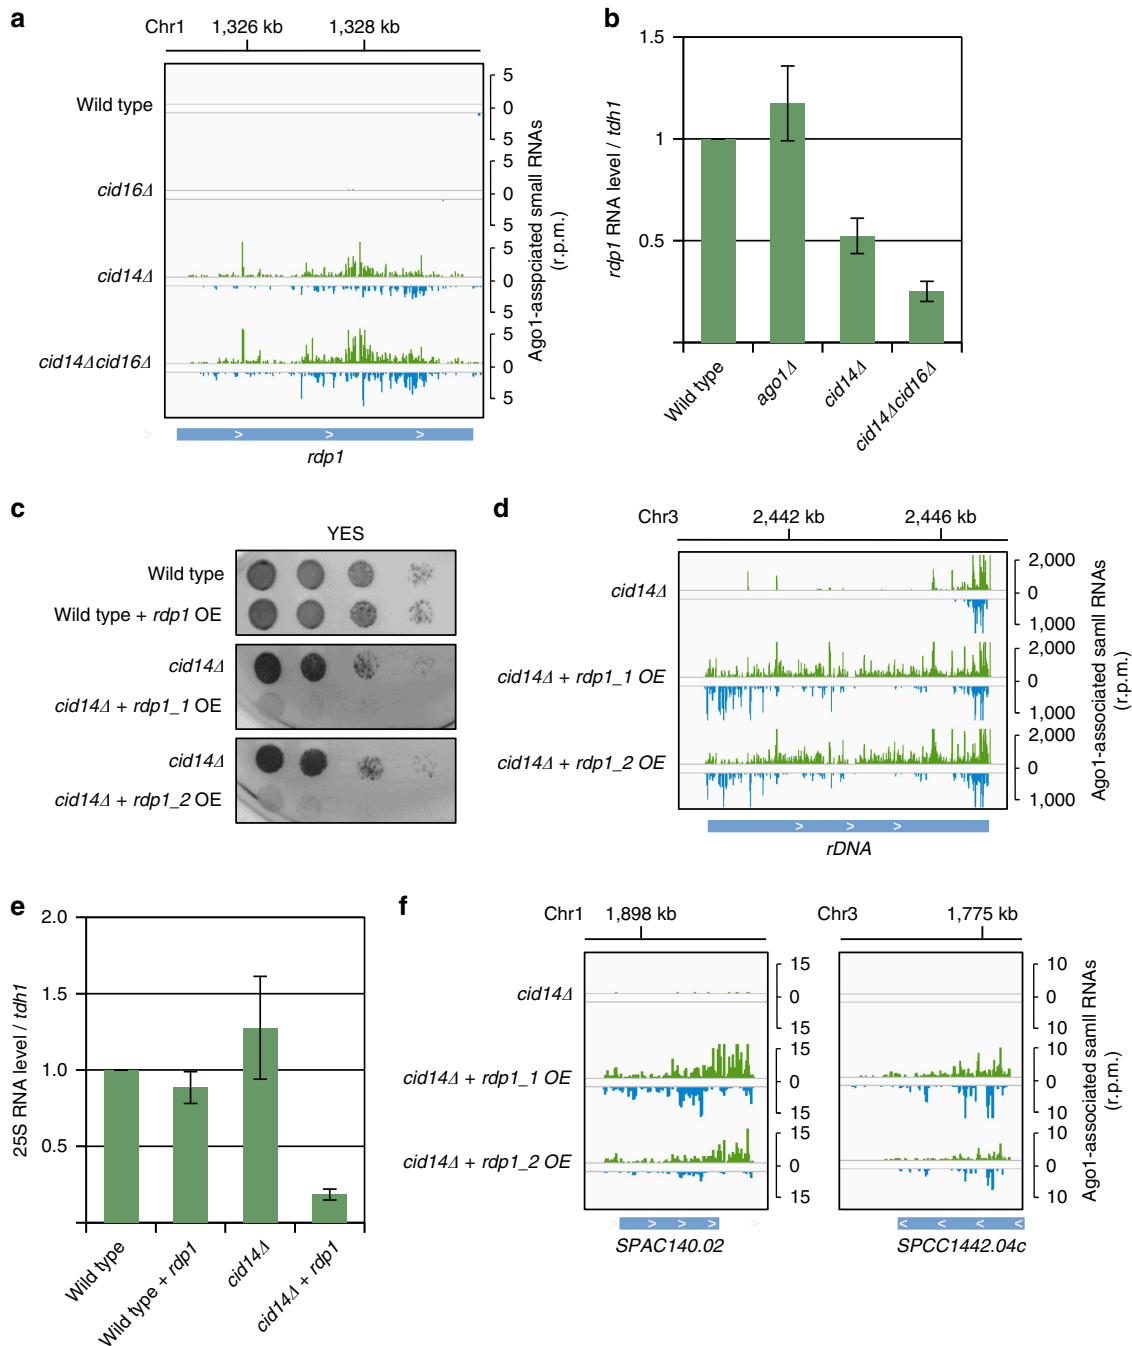 a
Chr1 1,326 kb 1,328 kb
Wild type
cid16Δ
cid14Δ
cid14Δcid16Δ
5
0
5
5
0
5
5
0
5
5
0
5
Ago1-asspciated small RNAs
(r.p.m.)
> > > >
rdp1
b
rdp1 RNA level / tdh1
1.5
1
0.5
Wild type
ago1Δ
cid14Δ
cid14Δcid16Δ
c
YES
Wild type
Wild type + rdp1 OE
cid14Δ
cid14Δ + rdp1_1 OE
cid14Δ
cid14Δ + rdp1_2 OE
d
Chr3 2,442 kb 2,446 kb
cid14Δ
cid14Δ + rdp1_1 OE
cid14Δ + rdp1_2 OE
2,000
0
1,000
2,000
0
1,000
2,000
0
1,000
Ago1-associated samll RNAs
(r.p.m.)
> > >
rDNA
e
25S RNA level / tdh1
2.0
1.5
1.0
0.5
Wild type
Wild type + rdp1
cid14Δ
cid14Δ + rdp1
f
Chr1 1,898 kb
cid14Δ
cid14Δ + rdp1_1 OE
cid14Δ + rdp1_2 OE
15
0
15
15
0
15
15
0
15
> > > > >
SPAC140.02
Chr3 1,775 kb
10
0
10
10
0
10
10
0
10
Ago1-associated samll RNAs
(r.p.m.)
< < < <
SPCC1442.04c